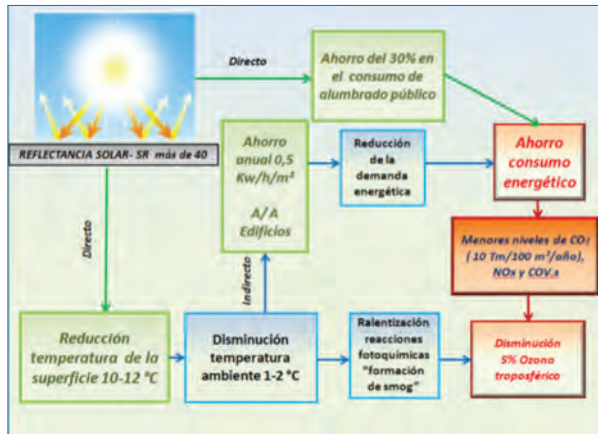 Directo
Ahorro del 30% en
el consumo de
alumbrado público
REFLECTANCIA SOLAR- SR más de 40
Ahorro
anual 0,5
Kw/h/m²
A/A
Edificios
Reducción
de la
demanda
energética
Ahorro
consumo
energético
Directo
Indirecto
Menores niveles de CO₂
( 10 Tm/100 m²/año),
NOx y COV.s
Reducción
temperatura de la
superficie 10-12 °C
Disminución
temperatura
ambiente 1-2 °C
Ralentización
reacciones
fotoquímicas
"formación
de smog"
Disminución
5% Ozono
troposférico